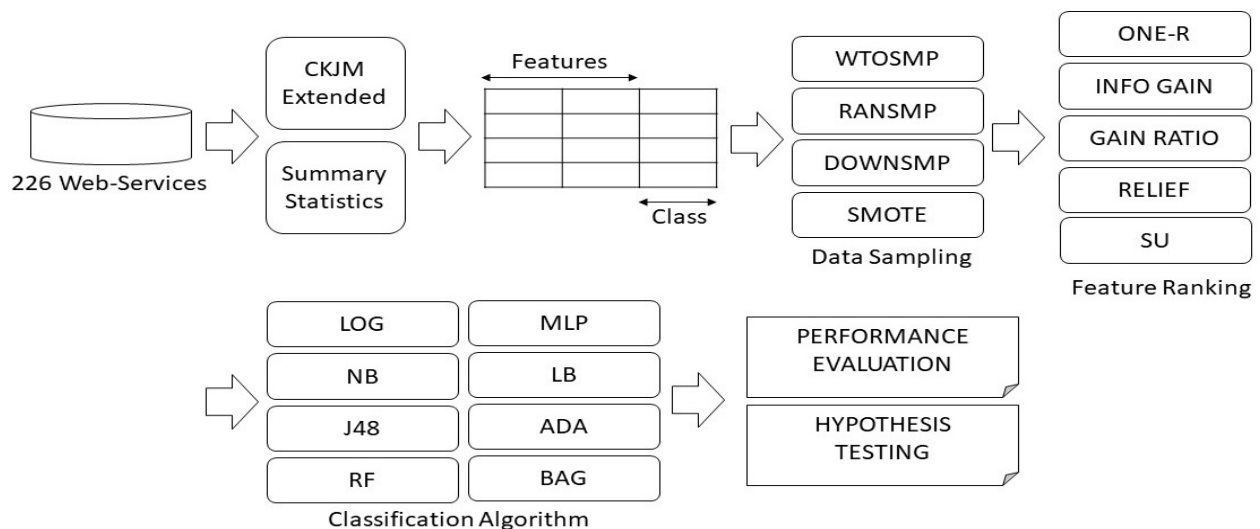 226 Web-Services
CKJM
Extended
Summary
Statistics
Features
Class
WTOSMP
RANSMP
DOWNSMP
SMOTE
Data Sampling
ONE-R
INFO GAIN
GAIN RATIO
RELIEF
SU
Feature Ranking
LOG
MLP
NB
LB
J48
ADA
RF
BAG
Classification Algorithm
PERFORMANCE
EVALUATION
HYPOTHESIS
TESTING